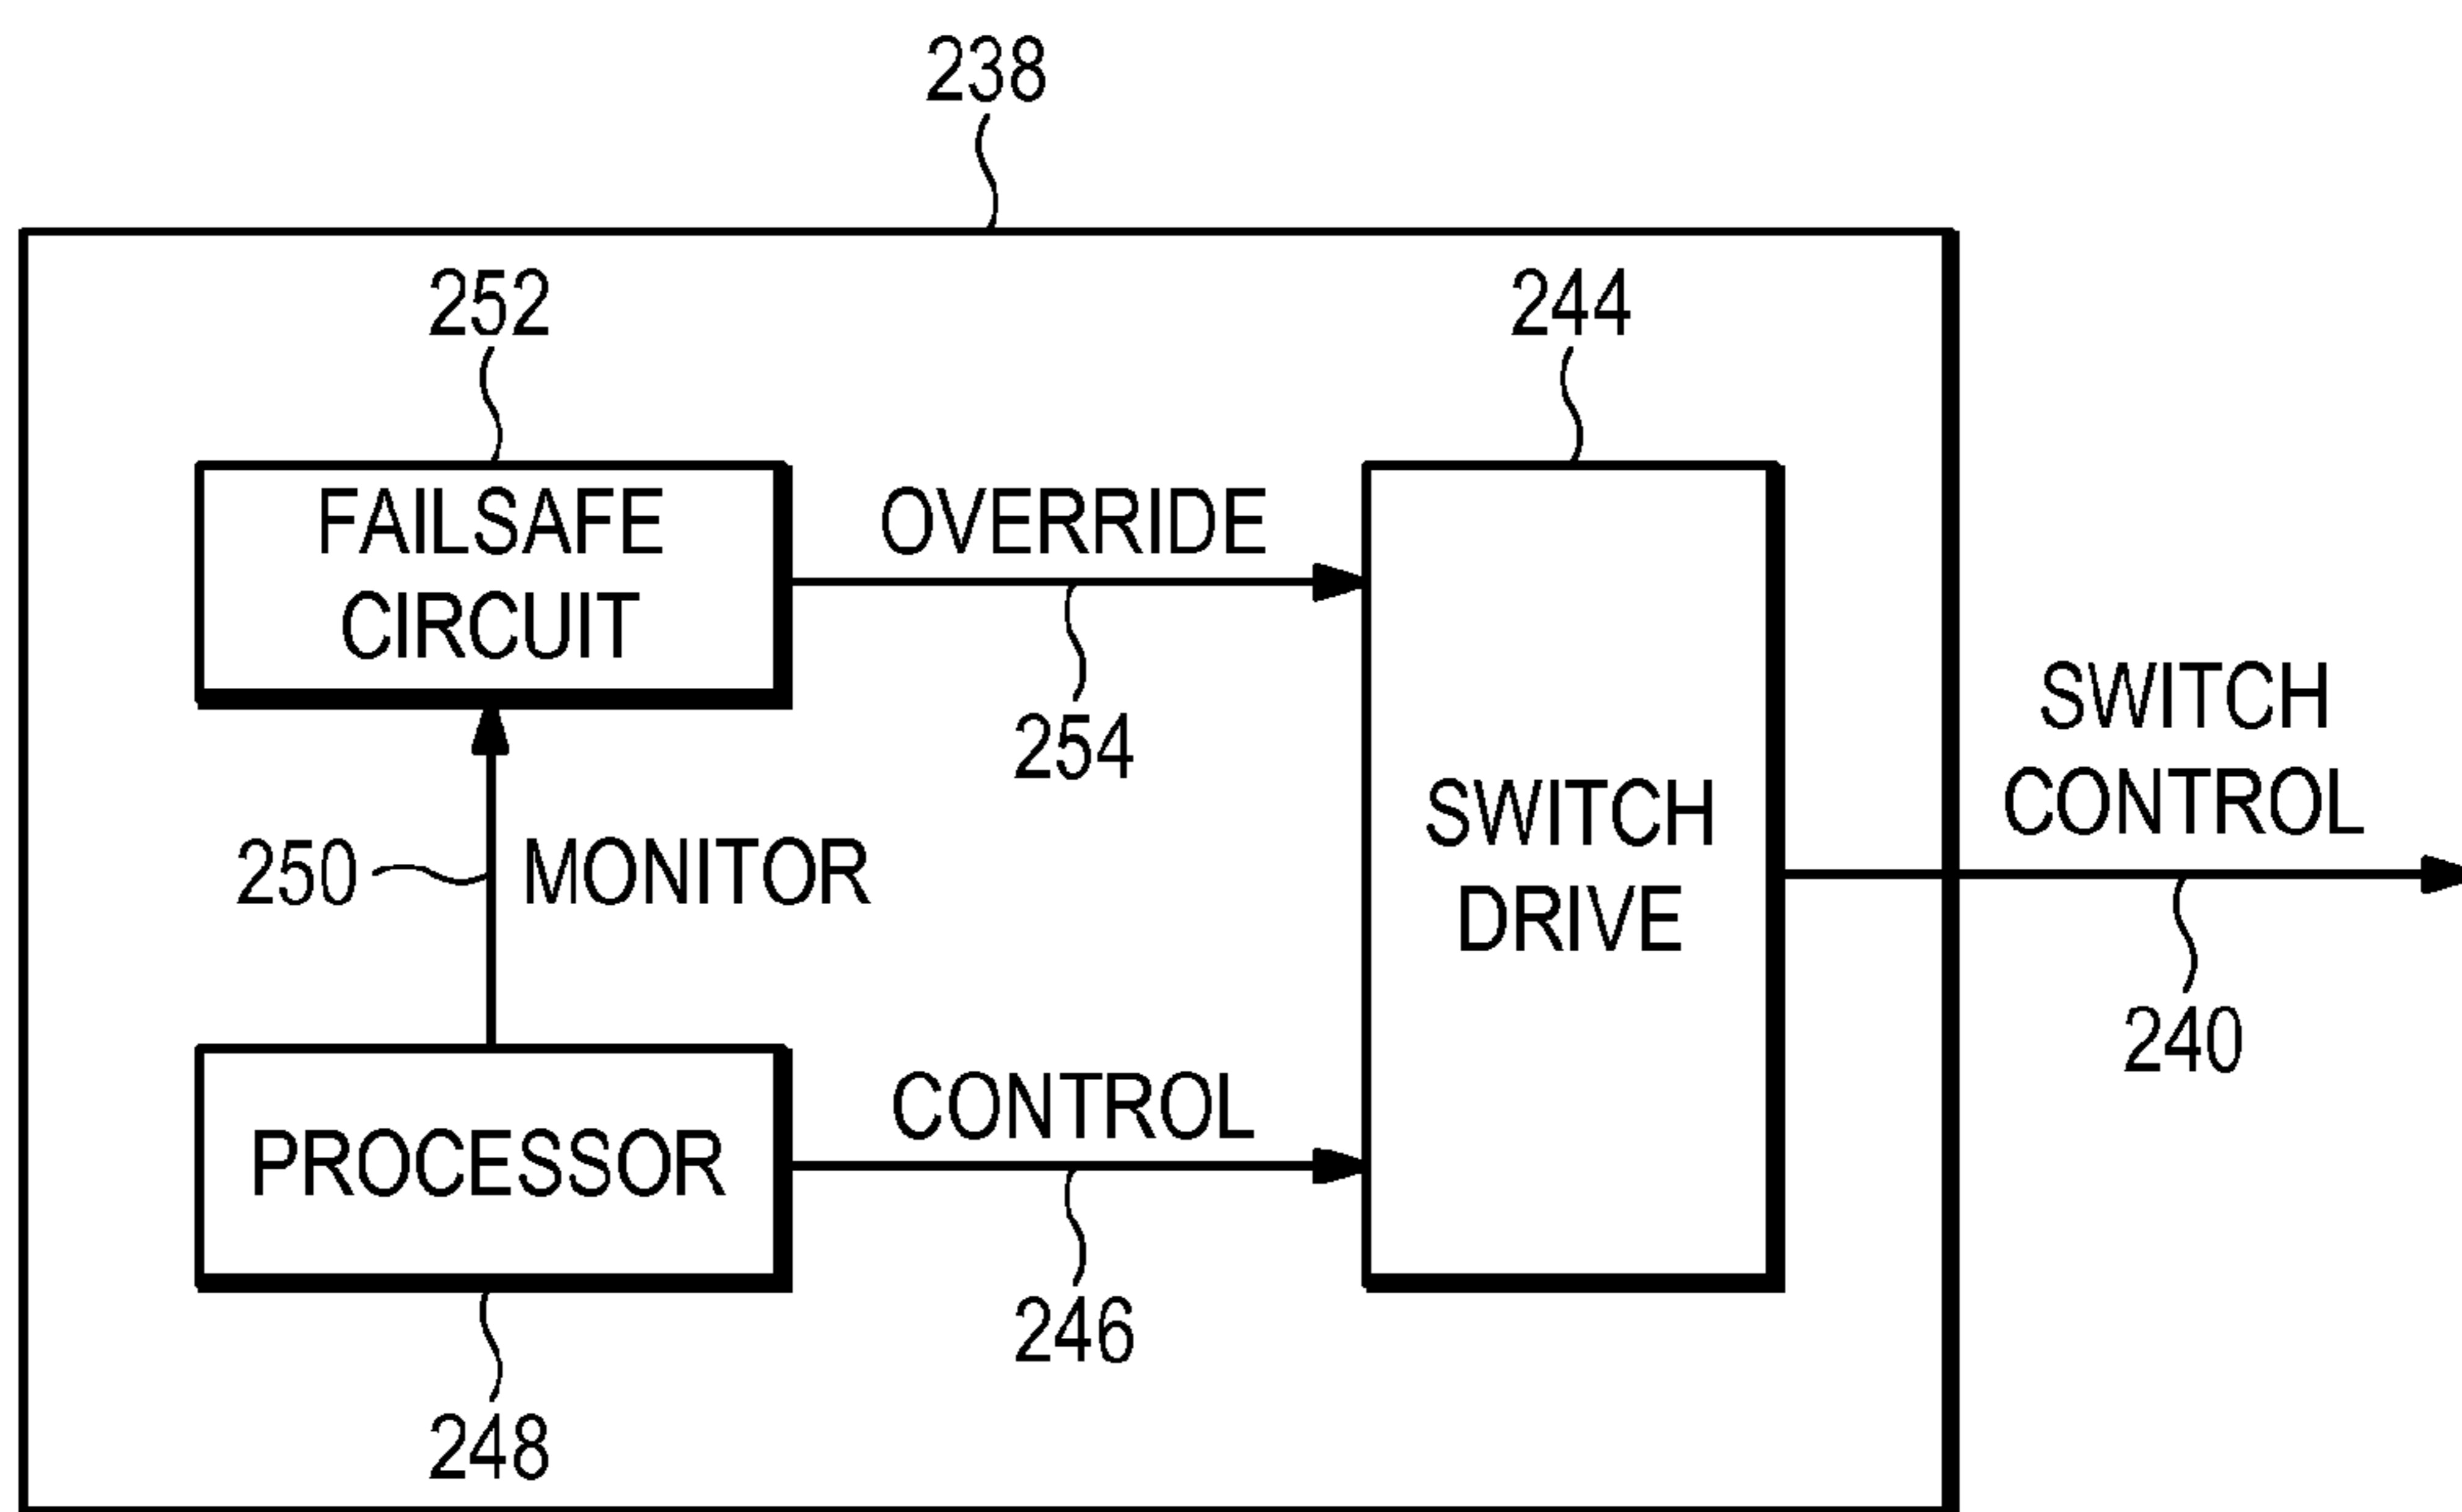 238
252
244
FAILSAFE
CIRCUIT
OVERRIDE
254
SWITCH
CONTROL
240
250
MONITOR
SWITCH
DRIVE
PROCESSOR
CONTROL
246
248